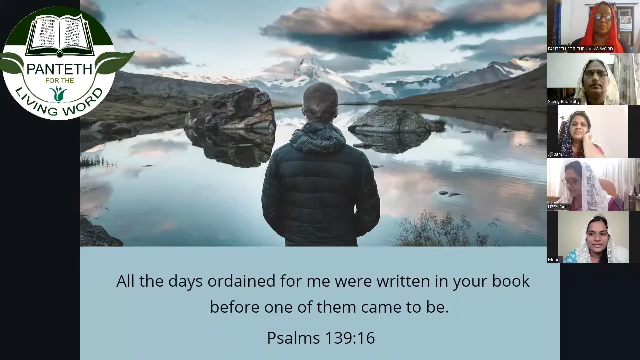 PANTETH
FOR THE
LIVING WORD
All the days ordained for me were written in your book
before one of them came to be.
Psalms 139:16